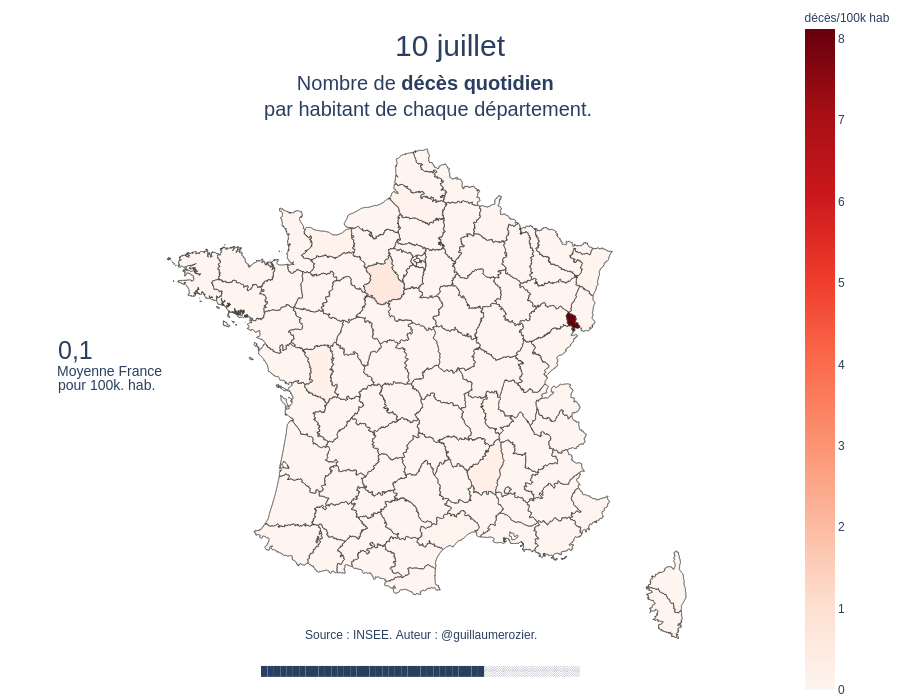 décès/100k hab
10 juillet
Nombre de décès quotidien
par habitant de chaque département.
8
7
6
5
4
3
2
1
0
0,1
Moyenne France
pour 100k. hab.
Source : INSEE. Auteur : @guillaumerozier.